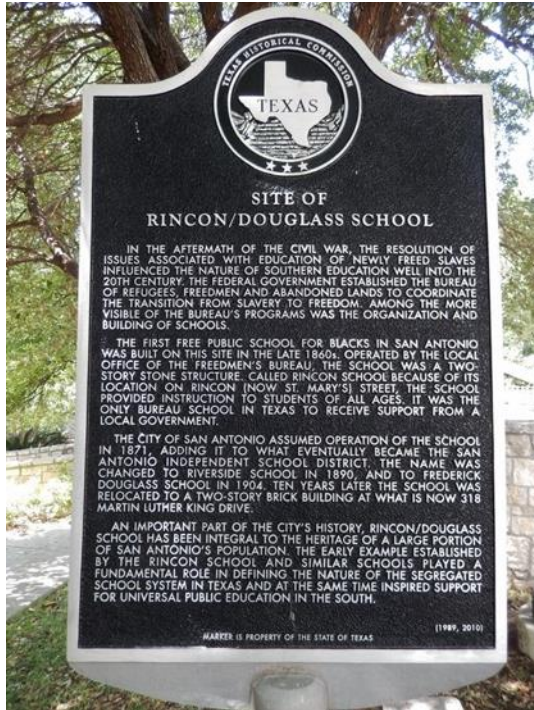 TEXAS HISTORICAL COMMISSION
TEXAS
SITE OF
RINCON/DOUGLASS SCHOOL
IN THE AFTERMATH OF THE CIVIL WAR, THE RESOLUTION OF
ISSUES ASSOCIATED WITH EDUCATION OF NEWLY FREED SLAVES
INFLUENCED THE NATURE OF SOUTHERN EDUCATION WELL INTO THE
20TH CENTURY. THE FEDERAL GOVERNMENT ESTABLISHED THE BUREAU
OF REFUGEES, FREEDMEN AND ABANDONED LANDS TO COORDINATE
THE TRANSITION FROM SLAVERY TO FREEDOM. AMONG THE MORE
VISIBLE OF THE BUREAU'S PROGRAMS WAS THE ORGANIZATION AND
BUILDING OF SCHOOLS.
THE FIRST FREE PUBLIC SCHOOL FOR BLACKS IN SAN ANTONIO
WAS BUILT ON THIS SITE IN THE LATE 1860s. OPERATED BY THE LOCAL
OFFICE OF THE FREEDMEN'S BUREAU, THE SCHOOL WAS A TWO-
STORY STONE STRUCTURE. CALLED RINCON SCHOOL BECAUSE OF ITS
LOCATION ON RINCON (NOW ST. MARY'S) STREET, THE SCHOOL
PROVIDED INSTRUCTION TO STUDENTS OF ALL AGES. IT WAS THE
ONLY BUREAU SCHOOL IN TEXAS TO RECEIVE SUPPORT FROM A
LOCAL GOVERNMENT.
THE CITY OF SAN ANTONIO ASSUMED OPERATION OF THE SCHOOL
IN 1871, ADDING IT TO WHAT EVENTUALLY BECAME THE SAN
ANTONIO INDEPENDENT SCHOOL DISTRICT. THE NAME WAS
CHANGED TO RIVERSIDE SCHOOL IN 1890, AND TO FREDERICK
DOUGLASS SCHOOL IN 1904. TEN YEARS LATER THE SCHOOL WAS
RELOCATED TO A TWO-STORY BRICK BUILDING AT WHAT IS NOW 318
MARTIN LUTHER KING DRIVE.
AN IMPORTANT PART OF THE CITY'S HISTORY, RINCON/DOUGLASS
SCHOOL HAS BEEN INTEGRAL TO THE HERITAGE OF A LARGE PORTION
OF SAN ANTONIO'S POPULATION. THE EARLY EXAMPLE ESTABLISHED
BY THE RINCON SCHOOL AND SIMILAR SCHOOLS PLAYED A
FUNDAMENTAL ROLE IN DEFINING THE NATURE OF THE SEGREGATED
SCHOOL SYSTEM IN TEXAS AND AT THE SAME TIME INSPIRED SUPPORT
FOR UNIVERSAL PUBLIC EDUCATION IN THE SOUTH.
(1989, 2010)
MARKER IS PROPERTY OF THE STATE OF TEXAS